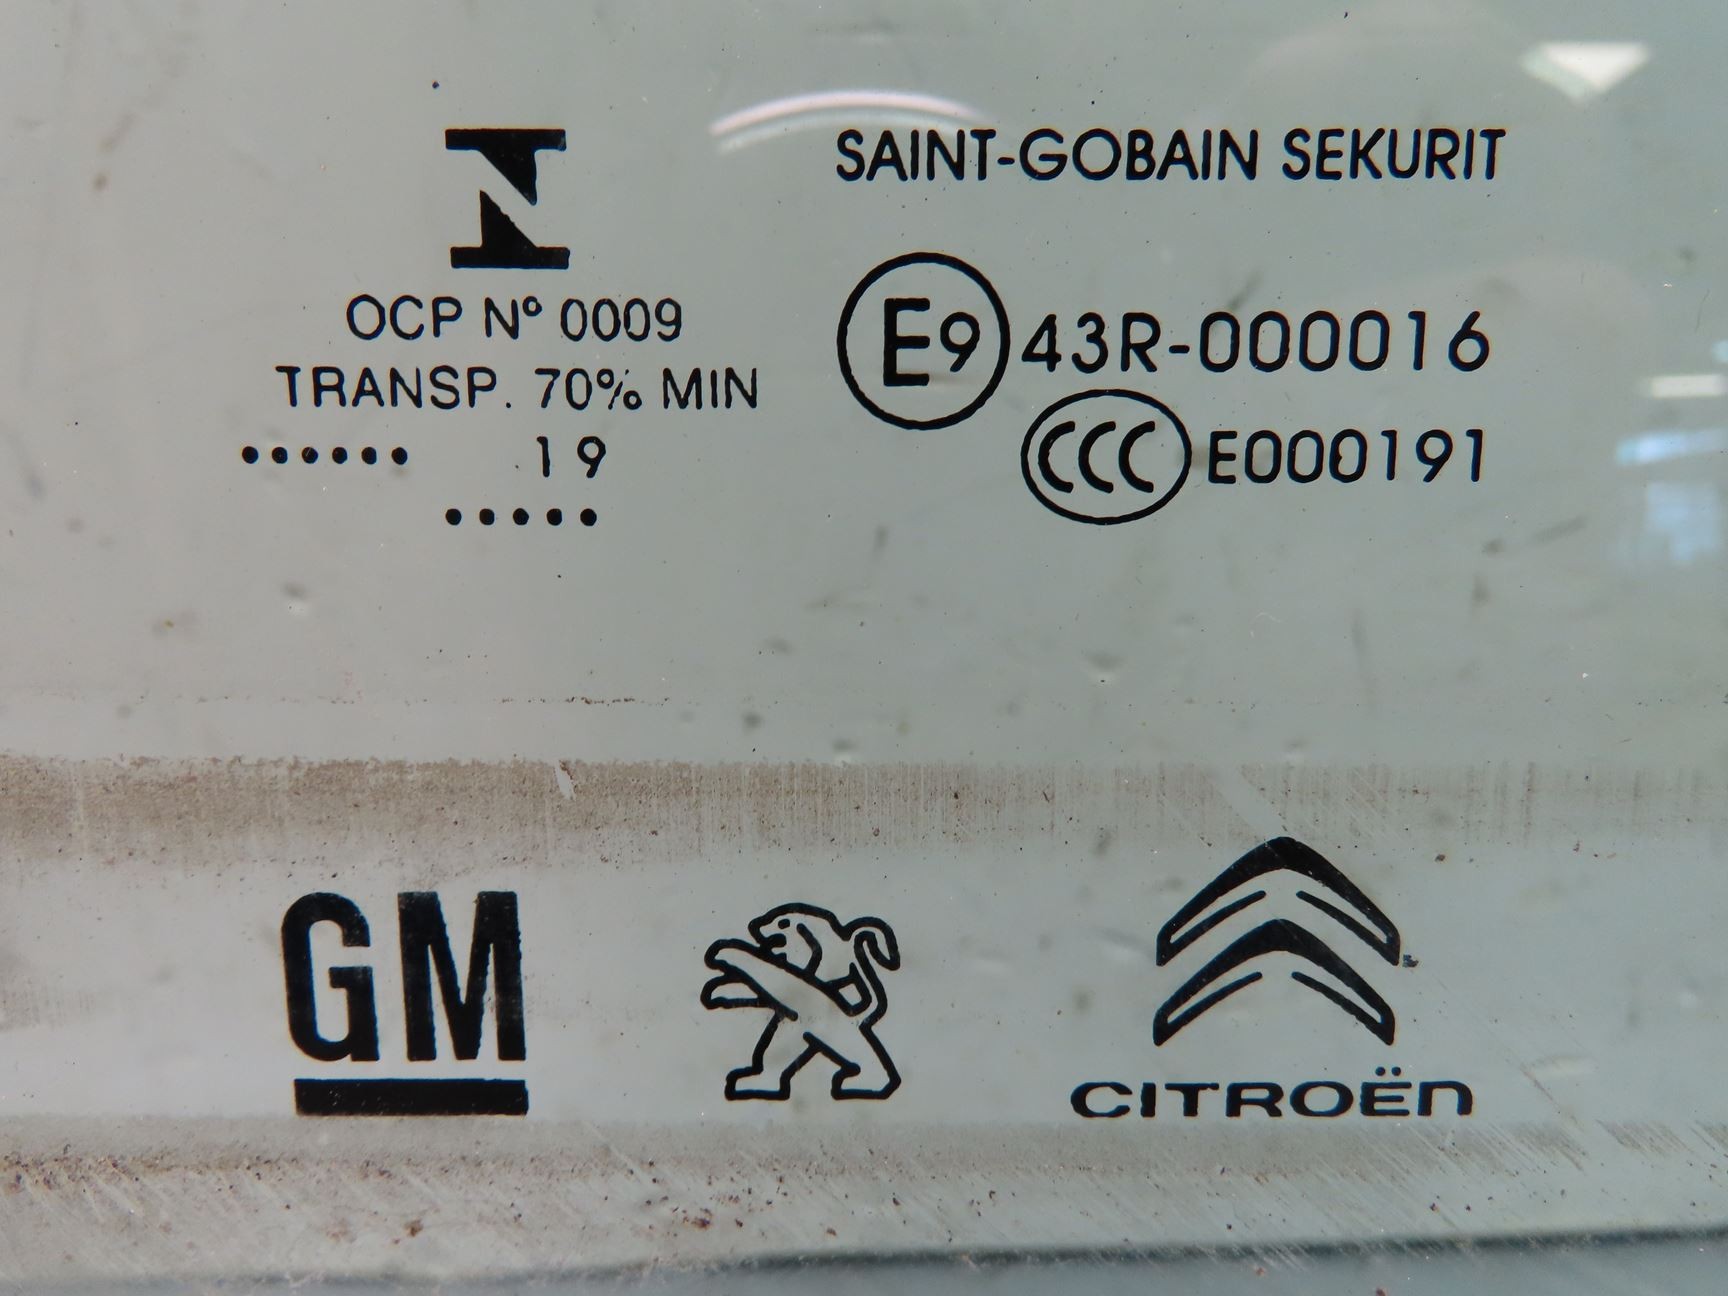 SAINT-GOBAIN SEKURIT
OCP Nº 0009
TRANSP. 70% MIN
...... 19
.....
E9 43R-000016
CCC E000191
GM
CITROËN